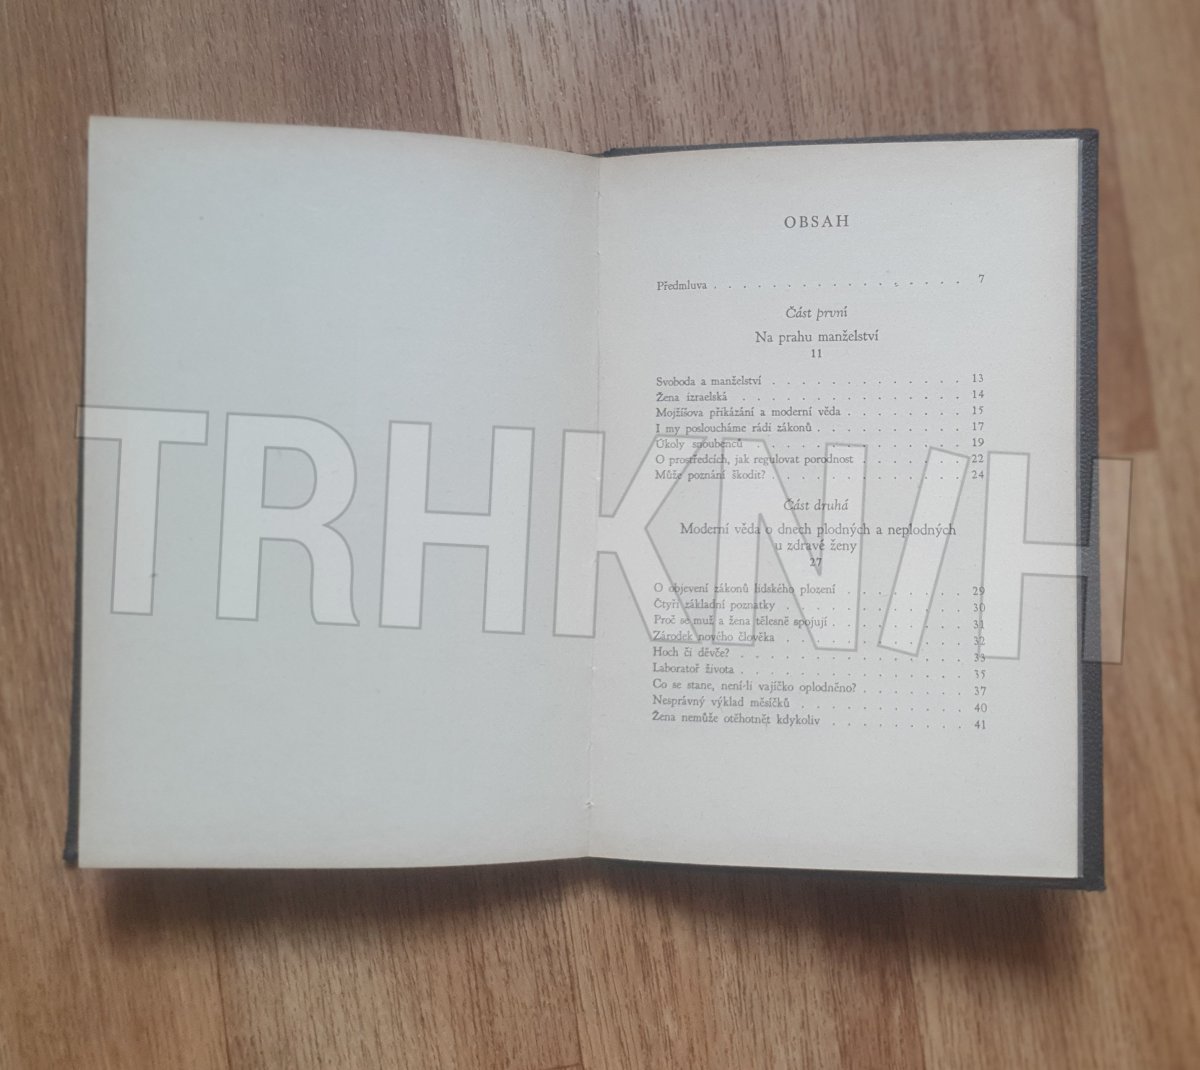 OBSAH
Předmluva . . . . . . . . . . . . . . . . . 7
Část první
Na prahu manželství
11
Svoboda a manželství . . . . . . . . . . . . . 13
Žena izraelská . . . . . . . . . . . . . . . 14
Mojžíšova přikázání a moderní věda . . . . . . . . 15
I my posloucháme rádi zákonů . . . . . . . . . . 17
Úkoly snoubenců . . . . . . . . . . . . . . 19
O prostředcích, jak regulovat porodnost . . . . . . . 22
Může poznání škodit? . . . . . . . . . . . . . 24
Část druhá
Moderní věda o dnech plodných a neplodných
u zdravé ženy
27
O objevení zákonů lidského plození . . . . . . . . 29
Čtyři základní poznatky . . . . . . . . . . . . 30
Proč se muž a žena tělesně spojují . . . . . . . . . 31
Zárodek nového člověka . . . . . . . . . . . . 32
Hoch či děvče? . . . . . . . . . . . . . . . 33
Laboratoř života . . . . . . . . . . . . . . . 35
Co se stane, není-li vajíčko oplodněno? . . . . . . . 37
Nesprávný výklad měsíčků . . . . . . . . . . . 40
Žena nemůže otěhotnět kdykoliv . . . . . . . . . 41
TRHKNIH